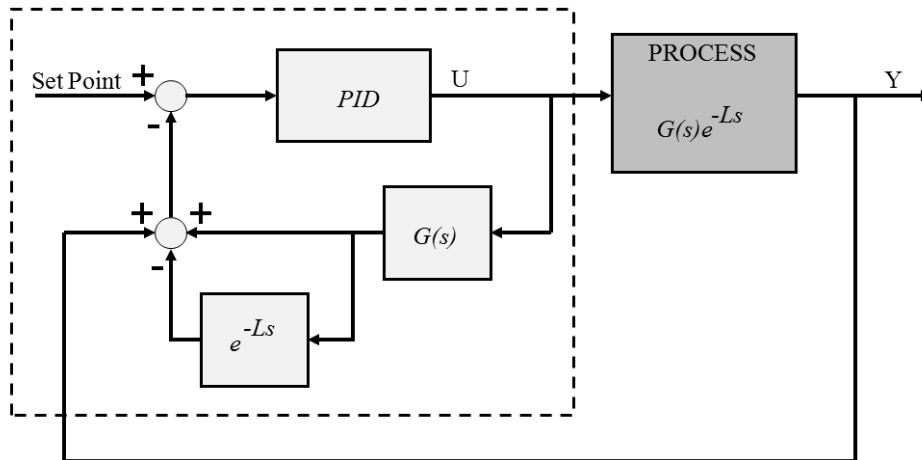 PROCESS
Set Point
+
PID
U
Y
G(s)e^-Ls
-
+
+
G(s)
-
e^-Ls